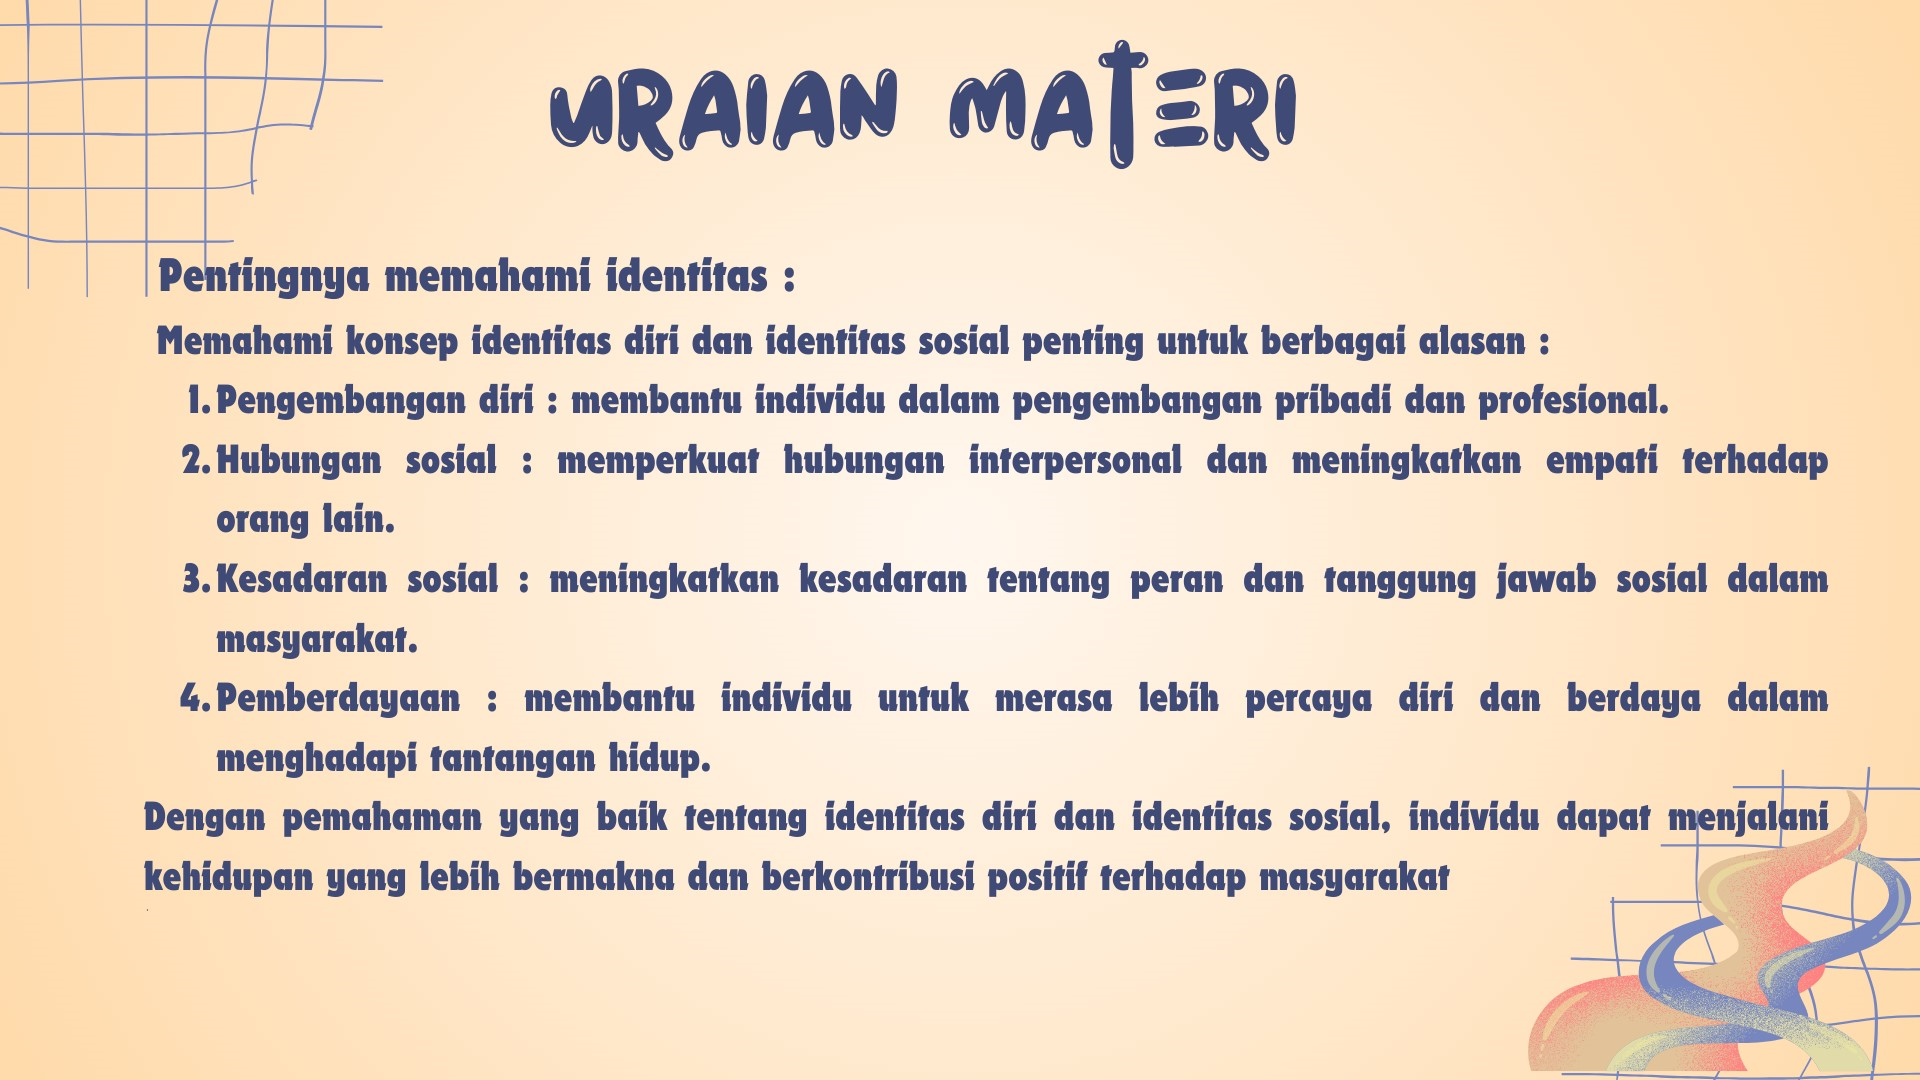 URAIAN MATERI
Pentingnya memahami identitas :
Memahami konsep identitas diri dan identitas sosial penting untuk berbagai alasan :
1. Pengembangan diri : membantu individu dalam pengembangan pribadi dan profesional.
2. Hubungan sosial : memperkuat hubungan interpersonal dan meningkatkan empati terhadap
orang lain.
3. Kesadaran sosial : meningkatkan kesadaran tentang peran dan tanggung jawab sosial dalam
masyarakat.
4. Pemberdayaan : membantu individu untuk merasa lebih percaya diri dan berdaya dalam
menghadapi tantangan hidup.
Dengan pemahaman yang baik tentang identitas diri dan identitas sosial, individu dapat menjalani
kehidupan yang lebih bermakna dan berkontribusi positif terhadap masyarakat
.